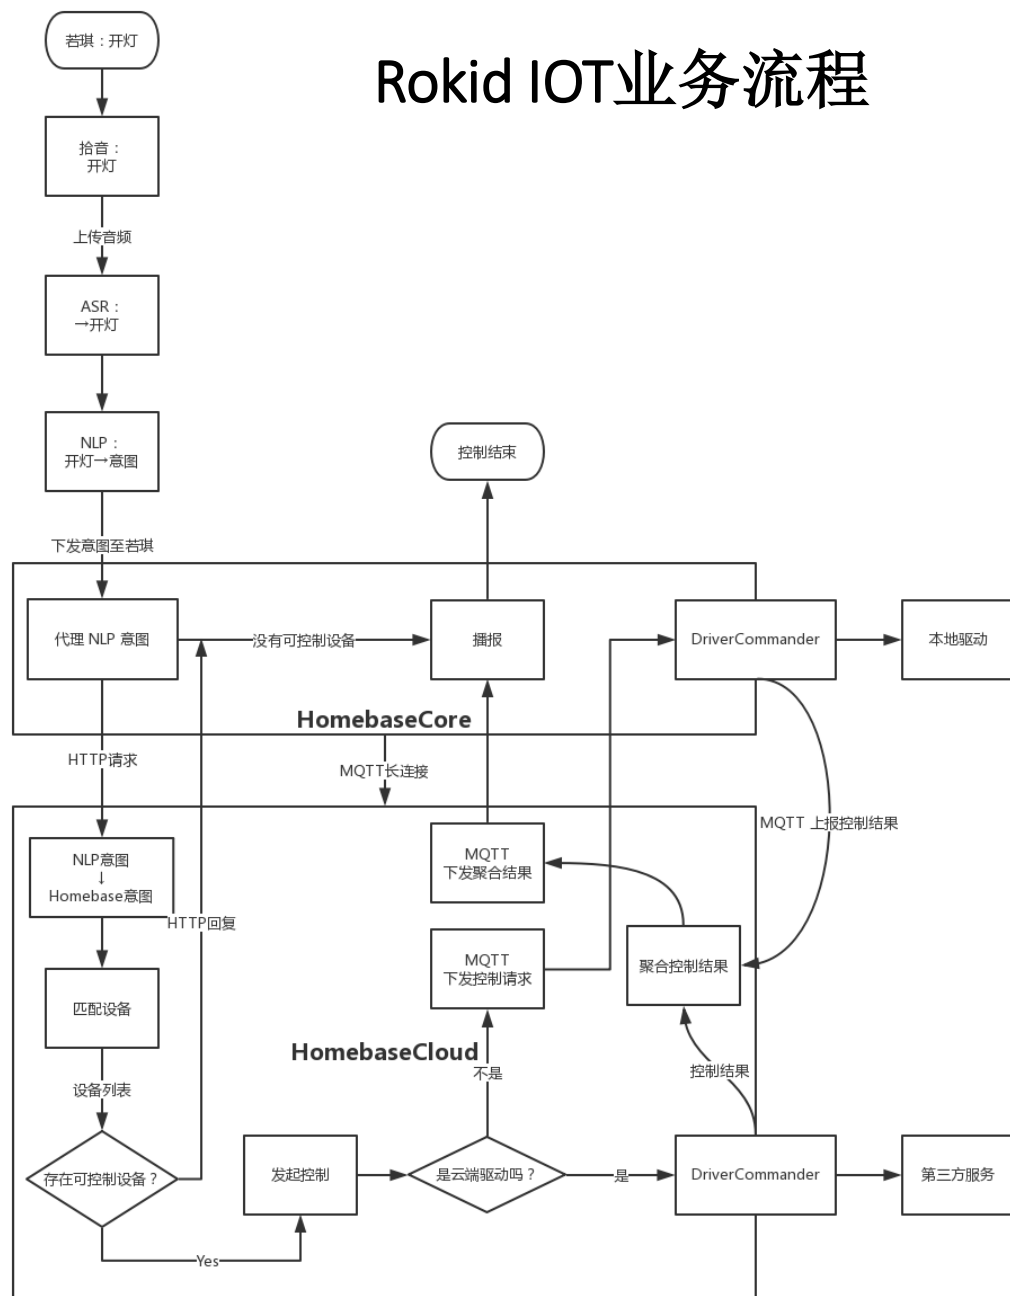 若琪：开灯
Rokid IOT业务流程
拾音：
开灯
上传音频
ASR：
→开灯
NLP：
开灯→意图
控制结束
下发意图至若琪
代理 NLP 意图
没有可控制设备
播报
DriverCommander
本地驱动
HomebaseCore
HTTP请求
MQTT长连接
MQTT 上报控制结果
NLP意图
↓
Homebase意图
MQTT
下发聚合结果
HTTP回复
MQTT
下发控制请求
聚合控制结果
匹配设备
HomebaseCloud
不是
控制结果
设备列表
存在可控制设备？
发起控制
是云端驱动吗？
是
DriverCommander
第三方服务
Yes